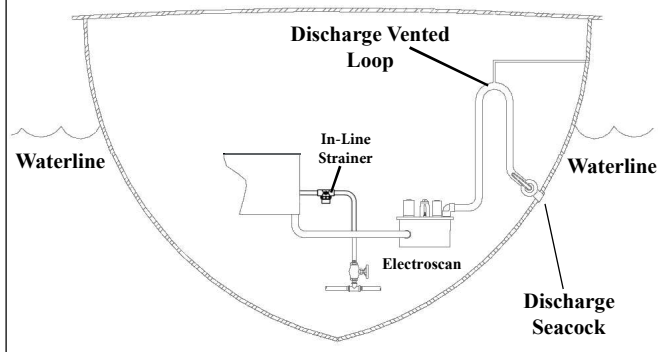 Discharge Vented
Loop
In-Line
Strainer
Waterline
Waterline
Electroscan
Discharge
Seacock